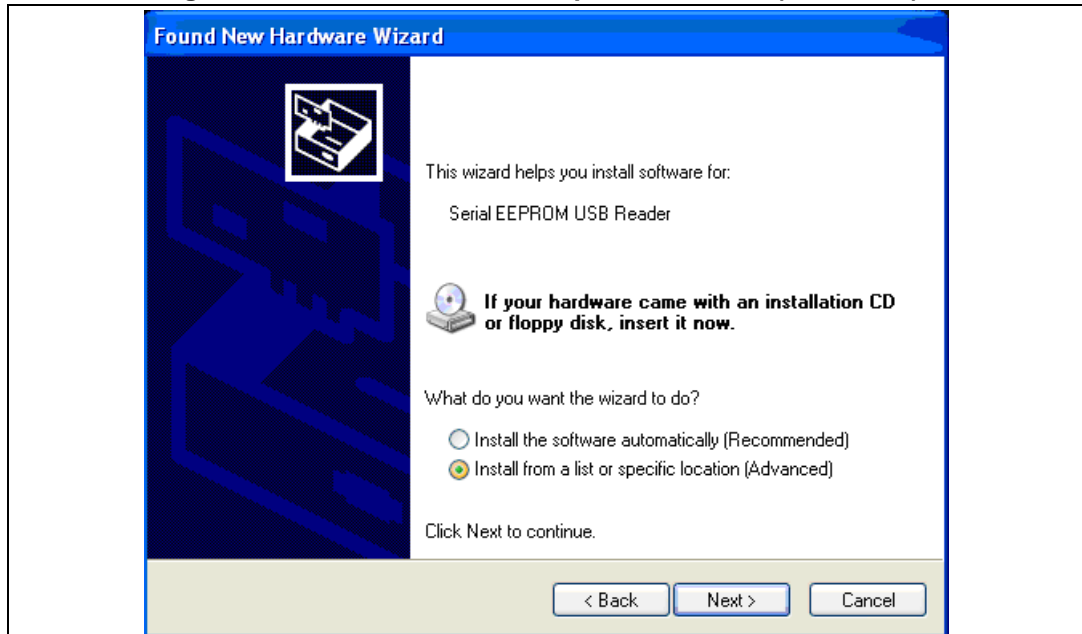 Found New Hardware Wizard
This wizard helps you install software for:
Serial EEPROM USB Reader
If your hardware came with an installation CD
or floppy disk, insert it now.
What do you want the wizard to do?
Install the software automatically (Recommended)
Install from a list or specific location (Advanced)
Click Next to continue.
< Back
Next >
Cancel